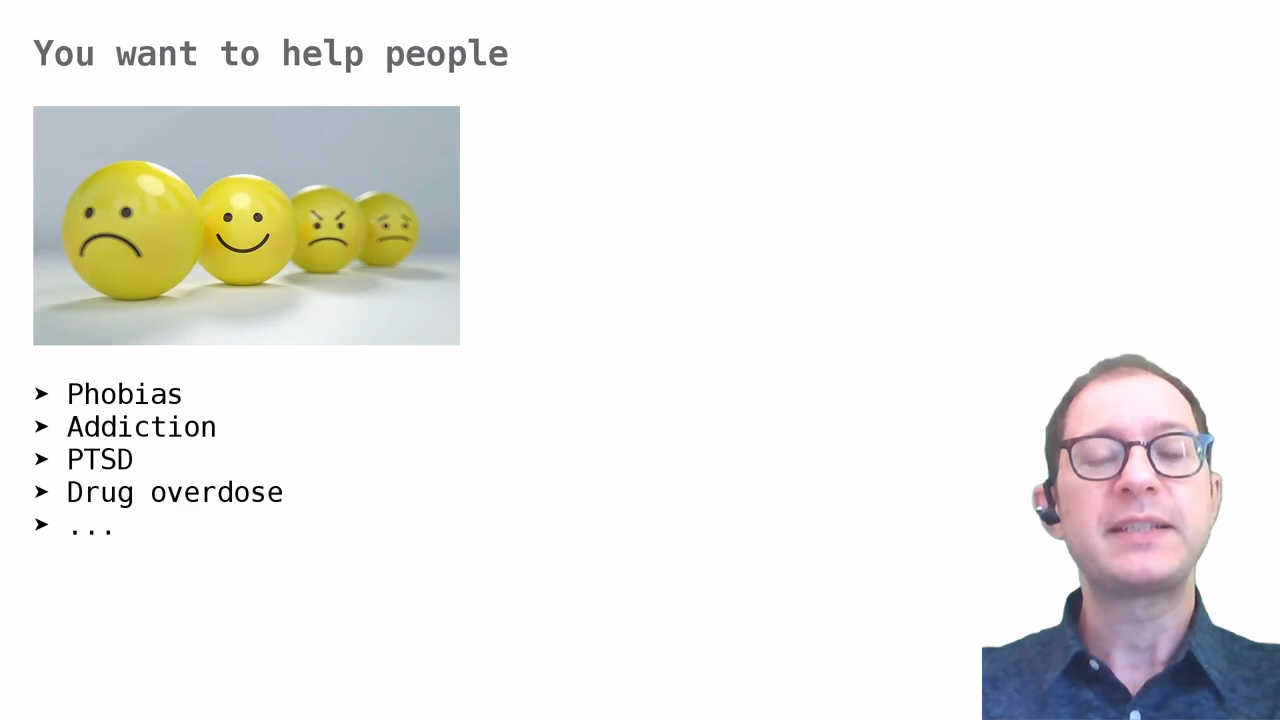 You want to help people
➤ Phobias
➤ Addiction
➤ PTSD
➤ Drug overdose
➤ ...